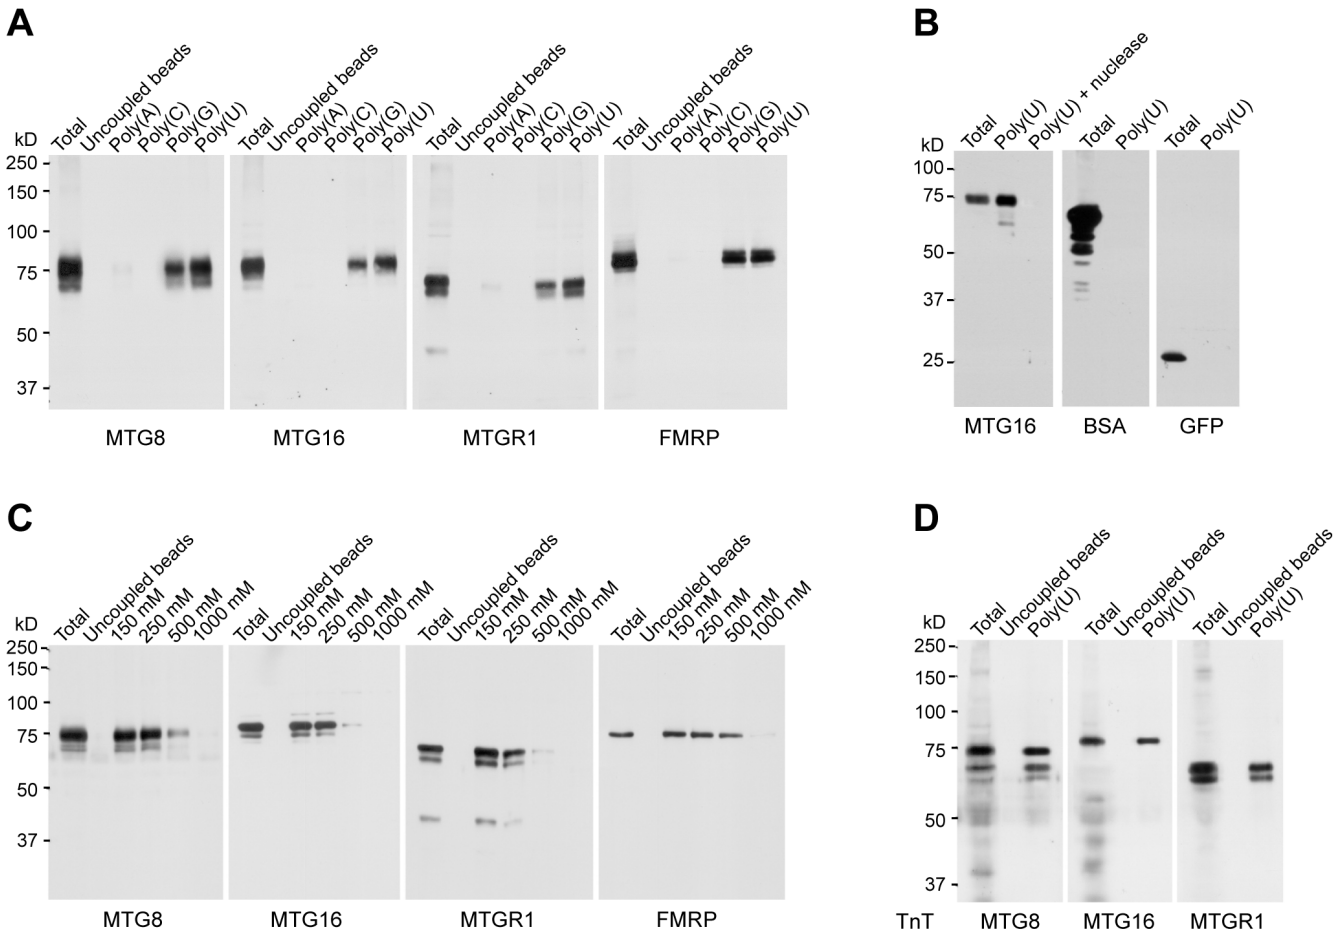 A
kD
Total
Uncoupled beads
Poly(A)
Poly(C)
Poly(G)
Poly(U)
Total
Uncoupled beads
Poly(A)
Poly(C)
Poly(G)
Poly(U)
Total
Uncoupled beads
Poly(A)
Poly(C)
Poly(G)
Poly(U)
Total
Uncoupled beads
Poly(A)
Poly(C)
Poly(G)
Poly(U)
250
150
100
75
50
37
MTG8
MTG16
MTGR1
FMRP
B
kD
Total
Poly(U)
Poly(U) + nuclease
Total
Poly(U)
Total
Poly(U)
100
75
50
37
25
MTG16
BSA
GFP
C
kD
Total
Uncoupled beads
150 mM
250 mM
500 mM
1000 mM
Total
Uncoupled beads
150 mM
250 mM
500 mM
1000 mM
Total
Uncoupled beads
150 mM
250 mM
500 mM
1000 mM
Total
Uncoupled beads
150 mM
250 mM
500 mM
1000 mM
250
150
100
75
50
37
MTG8
MTG16
MTGR1
FMRP
D
kD
Total
Uncoupled beads
Poly(U)
Total
Uncoupled beads
Poly(U)
Total
Uncoupled beads
Poly(U)
250
150
100
75
50
37
TnT
MTG8
MTG16
MTGR1